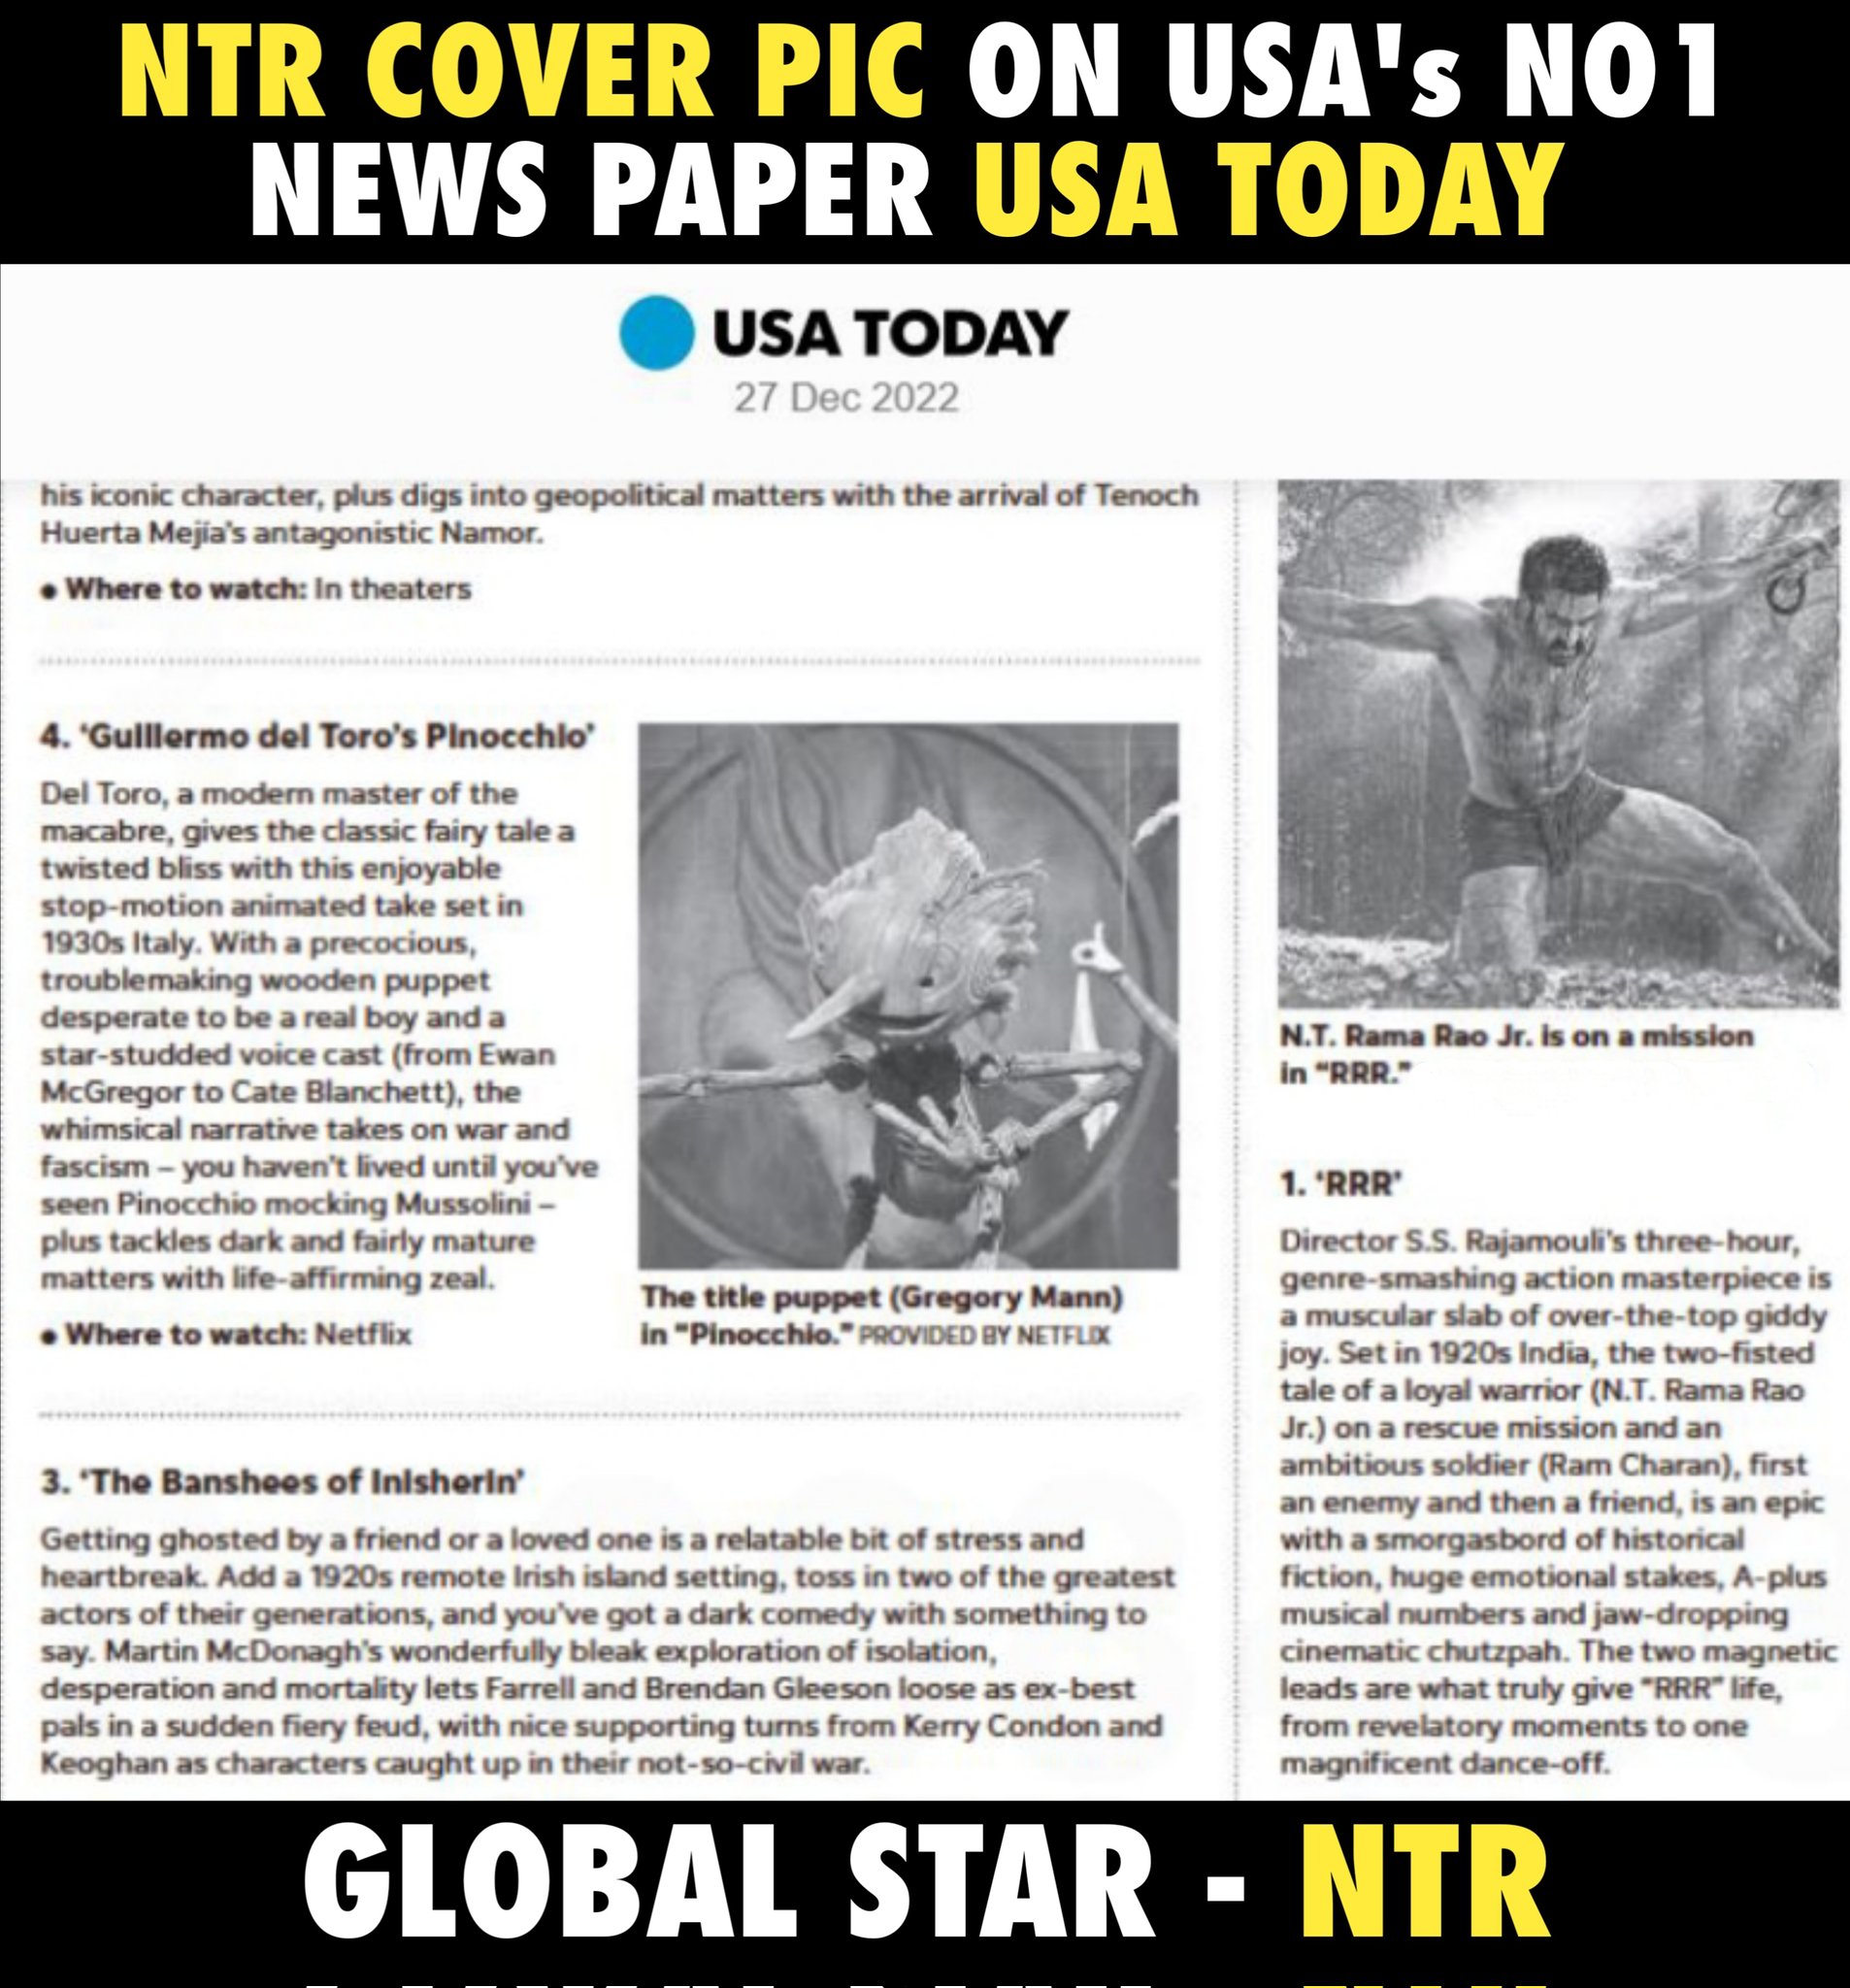 NTR COVER PIC ON USA's NO1
NEWS PAPER USA TODAY
USA TODAY
27 Dec 2022
his iconic character, plus digs into geopolitical matters with the arrival of Tenoch
Huerta Mejía's antagonistic Namor.
• Where to watch: In theaters
4. ‘Guillermo del Toro’s Pinocchio’
Del Toro, a modern master of the
macabre, gives the classic fairy tale a
twisted bliss with this enjoyable
stop-motion animated take set in
1930s Italy. With a precocious,
troublemaking wooden puppet
desperate to be a real boy and a
star-studded voice cast (from Ewan
McGregor to Cate Blanchett), the
whimsical narrative takes on war and
fascism – you haven’t lived until you’ve
seen Pinocchio mocking Mussolini –
plus tackles dark and fairly mature
matters with life-affirming zeal.
• Where to watch: Netflix
The title puppet (Gregory Mann)
in “Pinocchio.” PROVIDED BY NETFLIX
3. ‘The Banshees of Inisherin’
Getting ghosted by a friend or a loved one is a relatable bit of stress and
heartbreak. Add a 1920s remote Irish island setting, toss in two of the greatest
actors of their generations, and you’ve got a dark comedy with something to
say. Martin McDonagh’s wonderfully bleak exploration of isolation,
desperation and mortality lets Farrell and Brendan Gleeson loose as ex-best
pals in a sudden fiery feud, with nice supporting turns from Kerry Condon and
Keoghan as characters caught up in their not-so-civil war.
N.T. Rama Rao Jr. is on a mission
in “RRR.”
1. ‘RRR’
Director S.S. Rajamouli’s three-hour,
genre-smashing action masterpiece is
a muscular slab of over-the-top giddy
joy. Set in 1920s India, the two-fisted
tale of a loyal warrior (N.T. Rama Rao
Jr.) on a rescue mission and an
ambitious soldier (Ram Charan), first
an enemy and then a friend, is an epic
with a smorgasbord of historical
fiction, huge emotional stakes, A-plus
musical numbers and jaw-dropping
cinematic chutzpah. The two magnetic
leads are what truly give “RRR” life,
from revelatory moments to one
magnificent dance-off.
GLOBAL STAR - NTR